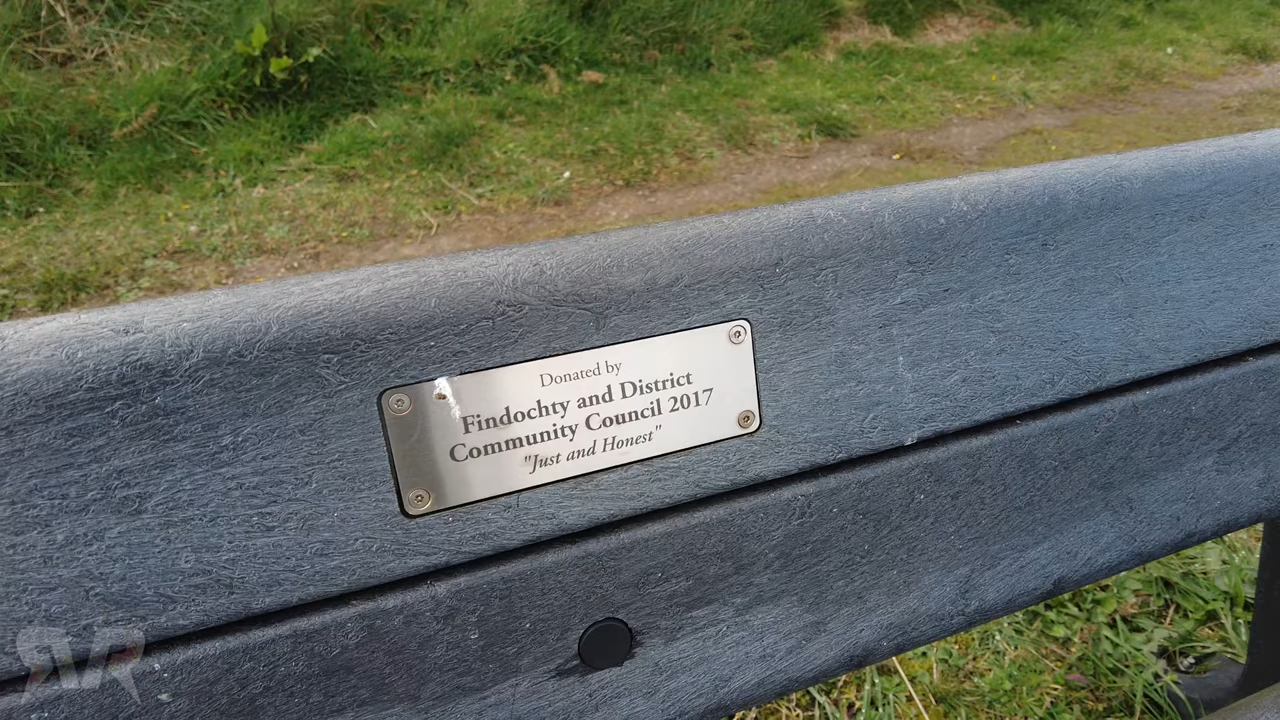 Donated by
Findochty and District
Community Council 2017
"Just and Honest"